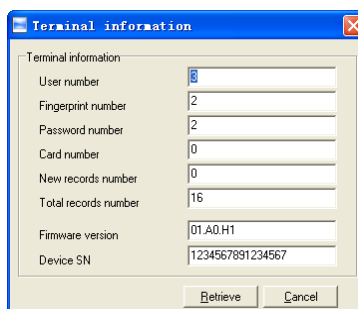 Terminal information
Terminal information
User number 3
Fingerprint number 2
Password number 2
Card number 0
New records number 0
Total records number 16
Firmware version 01.A0.H1
Device SN 1234567891234567
Retrieve Cancel